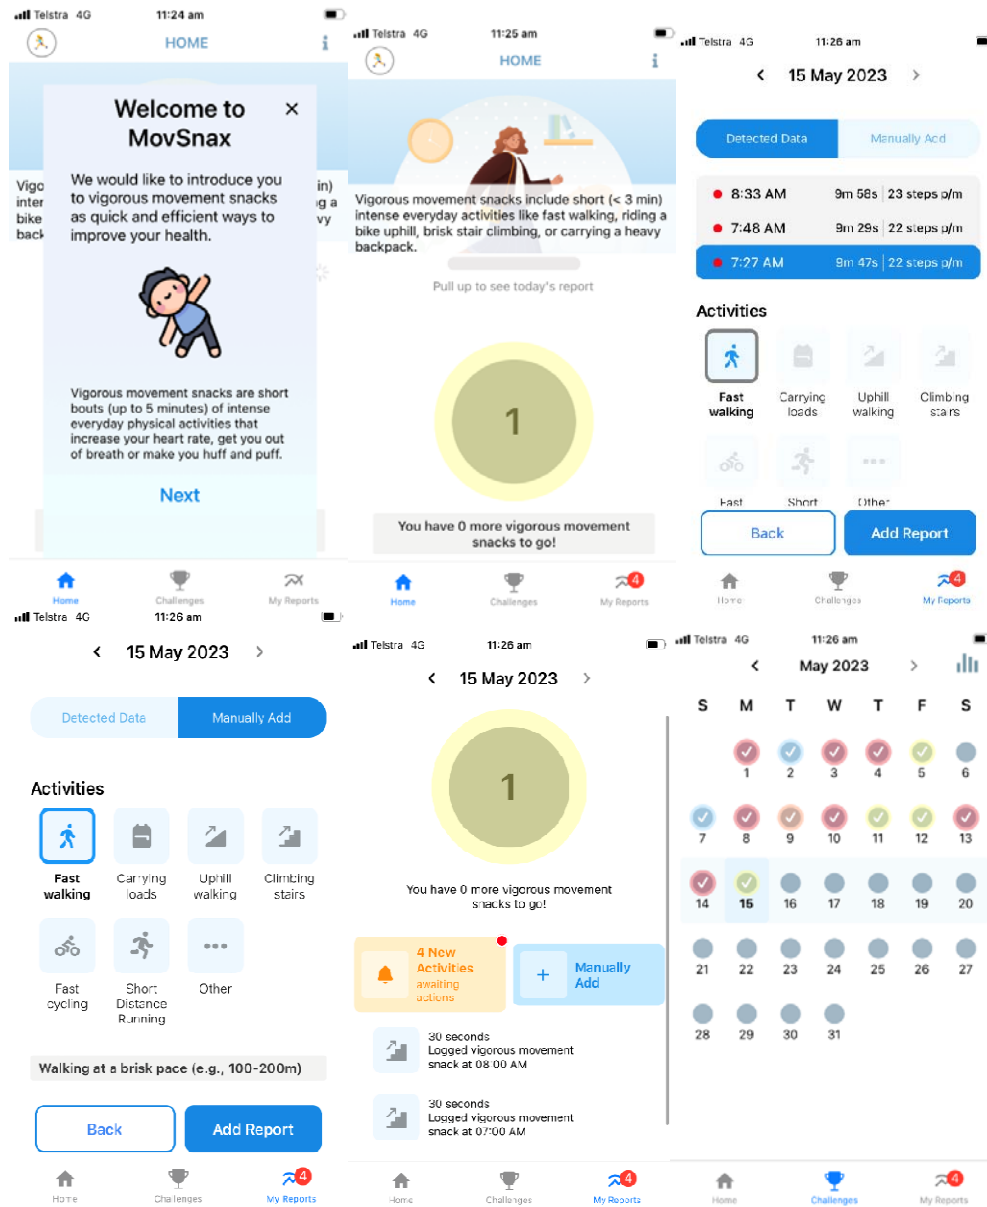 Telstra 4G 11:24 am
HOME
i
Welcome to
MovSnax
×
We would like to introduce you
to vigorous movement snacks
as quick and efficient ways to
improve your health.
Vigo
inter
bike
back
in)
g a
vy
Vigorous movement snacks are short
bouts (up to 5 minutes) of intense
everyday physical activities that
increase your heart rate, get you out
of breath or make you huff and puff.
Next
Home Challenges My Reports
Telstra 4G 11:25 am
HOME
i
Vigorous movement snacks include short (< 3 min)
intense everyday activities like fast walking, riding a
bike uphill, brisk stair climbing, or carrying a heavy
backpack.
Pull up to see today's report
1
You have 0 more vigorous movement
snacks to go!
4
Home Challenges My Reports
Telstra 4G 11:26 am
< 15 May 2023 >
Detected Data Manually Add
8:33 AM 9m 58s | 23 steps p/m
7:48 AM 9m 29s | 22 steps p/m
7:27 AM 9m 47s | 22 steps p/m
Activities
Fast Carrying Uphill Climbing
walking loads walking stairs
Fast Short Other
Back Add Report
4
Home Challenges My Reports
Telstra 4G 11:26 am
< 15 May 2023 >
Detected Data Manually Add
Activities
Fast Carrying Uphill Climbing
walking loads walking stairs
Fast Short Other
cycling Distance
Running
Walking at a brisk pace (e.g., 100-200m)
Back Add Report
4
Home Challenges My Reports
Telstra 4G 11:26 am
< 15 May 2023 >
1
You have 0 more vigorous movement
snacks to go!
4 New
Activities
awaiting
actions
+ Manually
Add
30 seconds
Logged vigorous movement
snack at 08:00 AM
30 seconds
Logged vigorous movement
snack at 07:00 AM
4
Home Challenges My Reports
Telstra 4G 11:26 am
< May 2023 >
S M T W T F S
1 2 3 4 5 6
7 8 9 10 11 12 13
14 15 16 17 18 19 20
21 22 23 24 25 26 27
28 29 30 31
4
Home Challenges My Reports